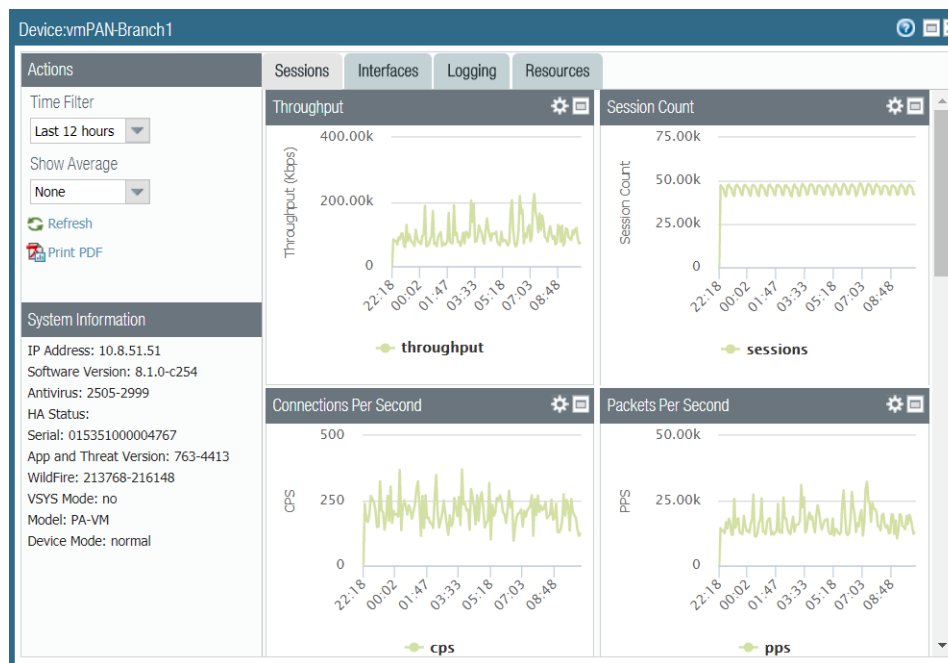 Device:vmPAN-Branch1
Actions
Time Filter
Last 12 hours
Show Average
None
Refresh
Print PDF
System Information
IP Address: 10.8.51.51
Software Version: 8.1.0-c254
Antivirus: 2505-2999
HA Status:
Serial: 015351000004767
App and Threat Version: 763-4413
WildFire: 213768-216148
VSYS Mode: no
Model: PA-VM
Device Mode: normal
Sessions Interfaces Logging Resources
Throughput
400.00k
200.00k
0
Throughput (Kbps)
22:18 00:02 01:47 03:33 05:18 07:03 08:48
throughput
Session Count
75.00k
50.00k
25.00k
0
Session Count
22:18 00:02 01:47 03:33 05:18 07:03 08:48
sessions
Connections Per Second
500
250
0
CPS
22:18 00:02 01:47 03:33 05:18 07:03 08:48
cps
Packets Per Second
50.00k
25.00k
0
PPS
22:18 00:02 01:47 03:33 05:18 07:03 08:48
pps